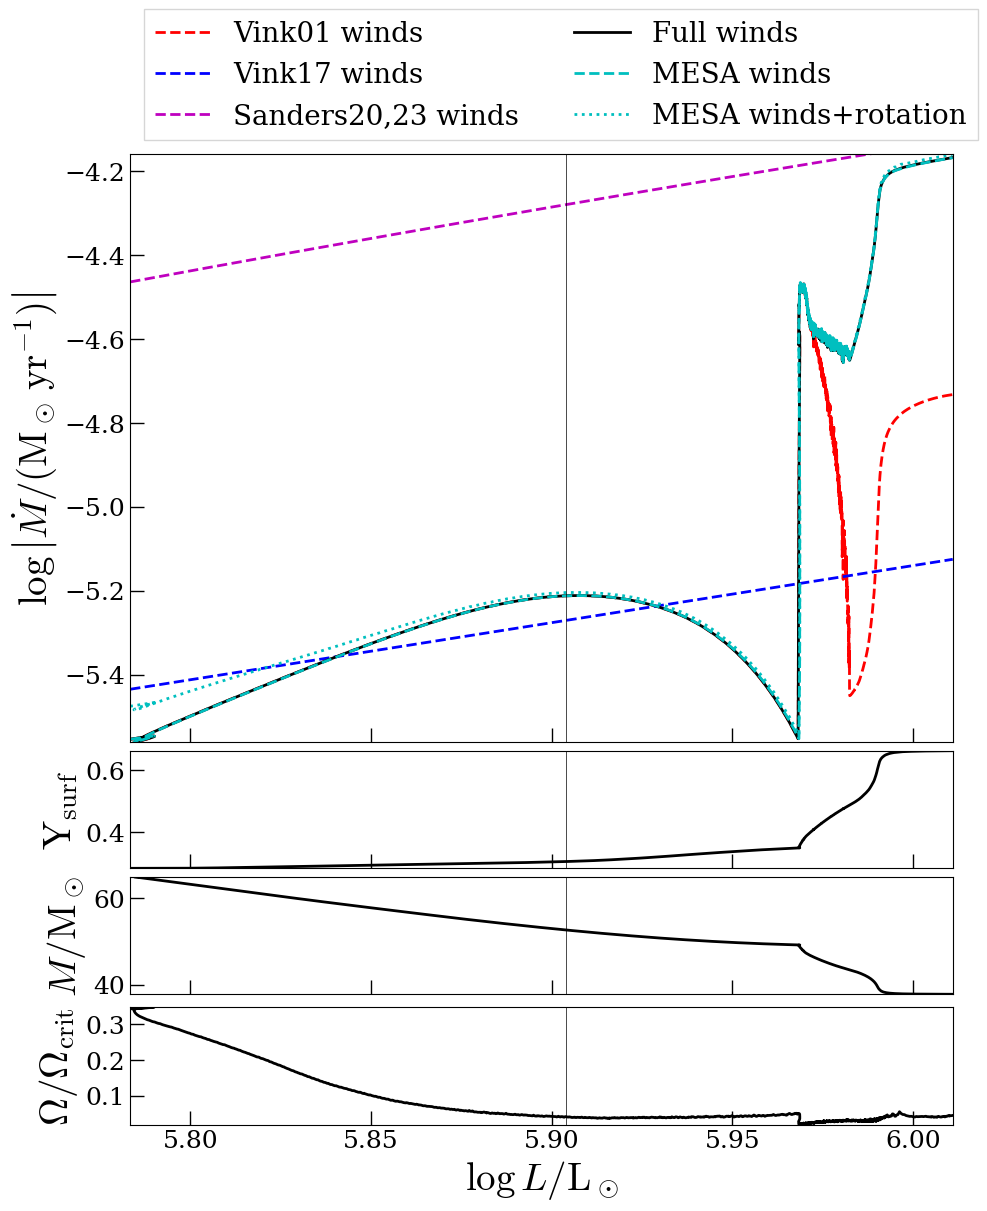 Vink01 winds
Vink17 winds
Sanders20,23 winds
Full winds
MESA winds
MESA winds+rotation
log |Ṁ/(M⊙ yr⁻¹)|
−4.2
−4.4
−4.6
−4.8
−5.0
−5.2
−5.4
Y_surf
0.6
0.4
M/M⊙
60
40
Ω/Ω_crit
0.3
0.2
0.1
5.80 5.85 5.90 5.95 6.00
log L/L⊙